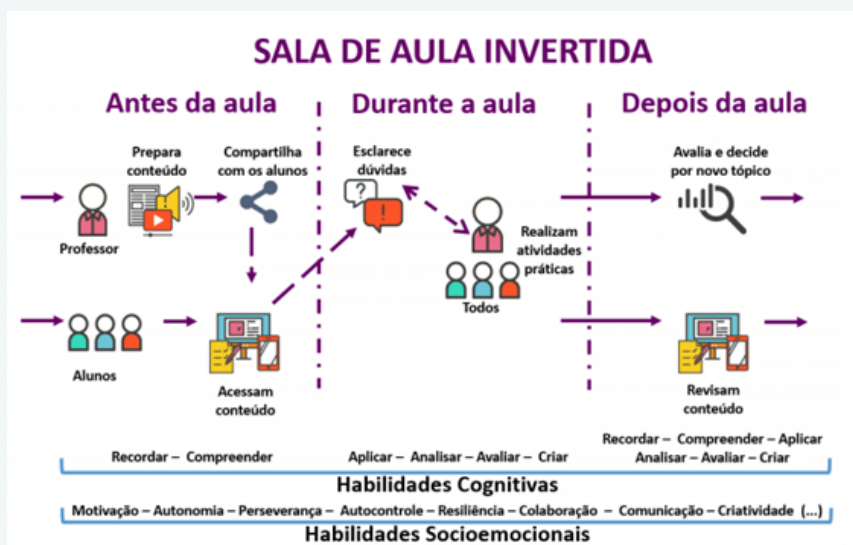 SALA DE AULA INVERTIDA
Antes da aula
Durante a aula
Depois da aula
Prepara
conteúdo
Compartilha
com os alunos
Esclarece
dúvidas
Avalia e decide
por novo tópico
Professor
Realizam
atividades
práticas
Todos
Alunos
Acessam
conteúdo
Revisam
conteúdo
Recordar – Compreender
Aplicar – Analisar – Avaliar – Criar
Recordar – Compreender – Aplicar
Analisar – Avaliar – Criar
Habilidades Cognitivas
Motivação – Autonomia – Perseverança – Autocontrole – Resiliência – Colaboração – Comunicação – Criatividade (...)
Habilidades Socioemocionais